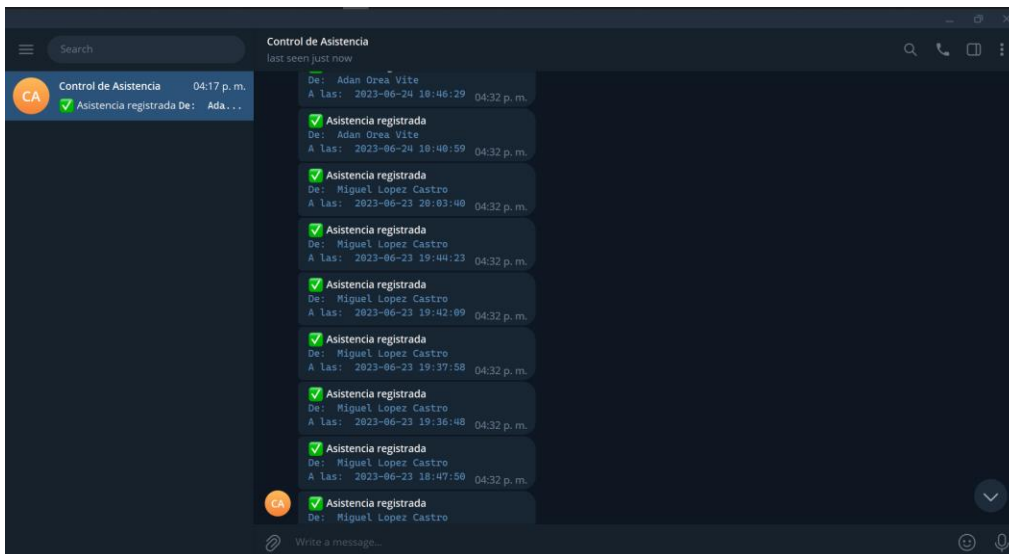 Search
Control de Asistencia 04:17 p. m.
CA
✅ Asistencia registrada De: Ada...
Control de Asistencia
last seen just now
De: Adan Orea Vite
A las: 2023-06-24 10:46:29 04:32 p. m.
✅ Asistencia registrada
De: Adan Orea Vite
A las: 2023-06-24 10:40:59 04:32 p. m.
✅ Asistencia registrada
De: Miguel Lopez Castro
A las: 2023-06-23 20:03:40 04:32 p. m.
✅ Asistencia registrada
De: Miguel Lopez Castro
A las: 2023-06-23 19:44:23 04:32 p. m.
✅ Asistencia registrada
De: Miguel Lopez Castro
A las: 2023-06-23 19:42:09 04:32 p. m.
✅ Asistencia registrada
De: Miguel Lopez Castro
A las: 2023-06-23 19:37:58 04:32 p. m.
✅ Asistencia registrada
De: Miguel Lopez Castro
A las: 2023-06-23 19:36:48 04:32 p. m.
✅ Asistencia registrada
De: Miguel Lopez Castro
A las: 2023-06-23 18:47:50 04:32 p. m.
CA
✅ Asistencia registrada
De: Miguel Lopez Castro
Write a message...